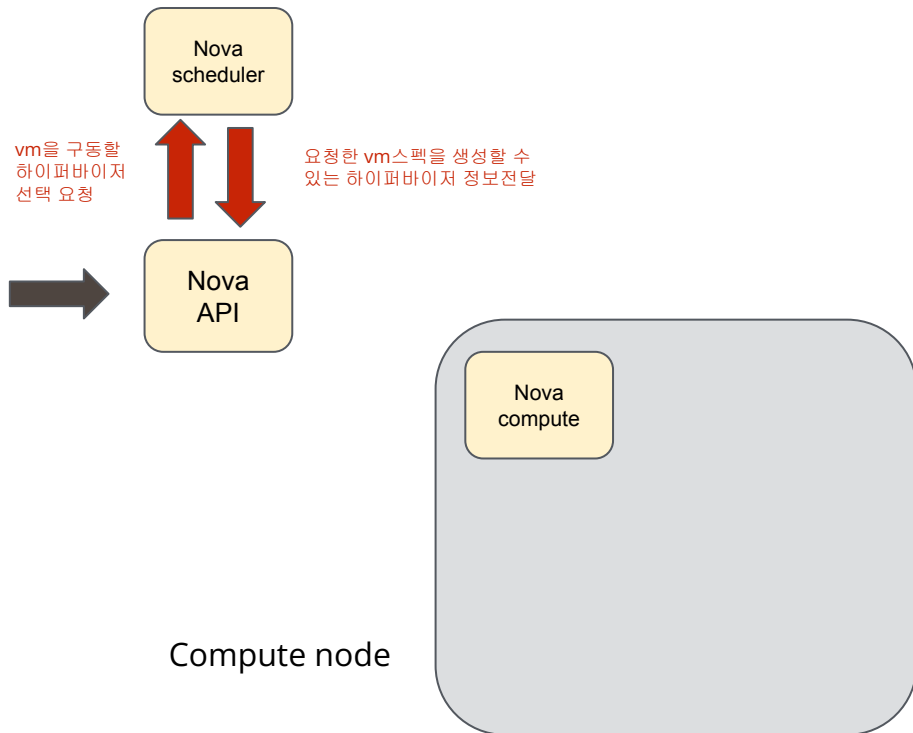 Nova
scheduler
vm을 구동할
하이퍼바이저
선택 요청
요청한 vm스펙을 생성할 수
있는 하이퍼바이저 정보전달
Nova
API
Nova
compute
Compute node